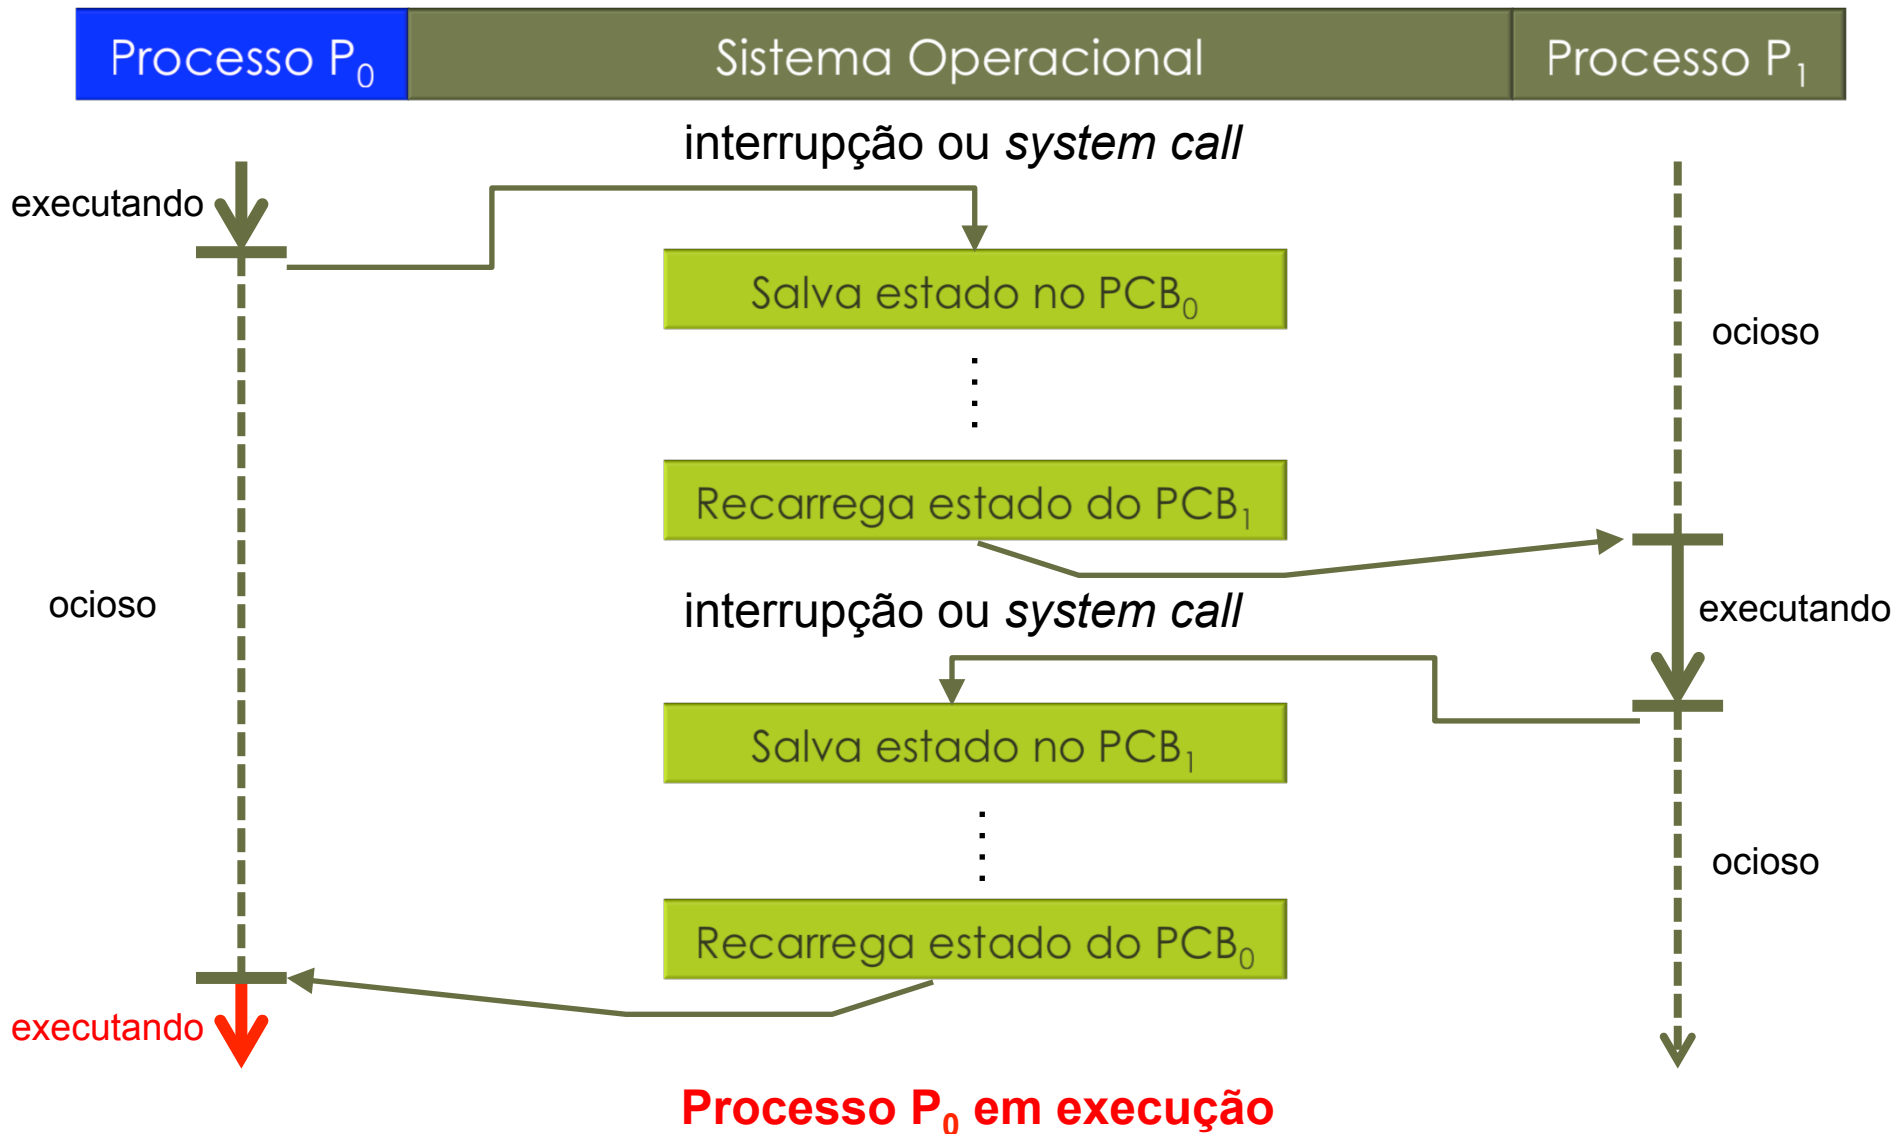 Processo P0
Sistema Operacional
Processo P1
interrupção ou system call
executando
Salva estado no PCB0
ocioso
Recarrega estado do PCB1
ocioso
interrupção ou system call
executando
Salva estado no PCB1
ocioso
Recarrega estado do PCB0
executando
Processo P0 em execução